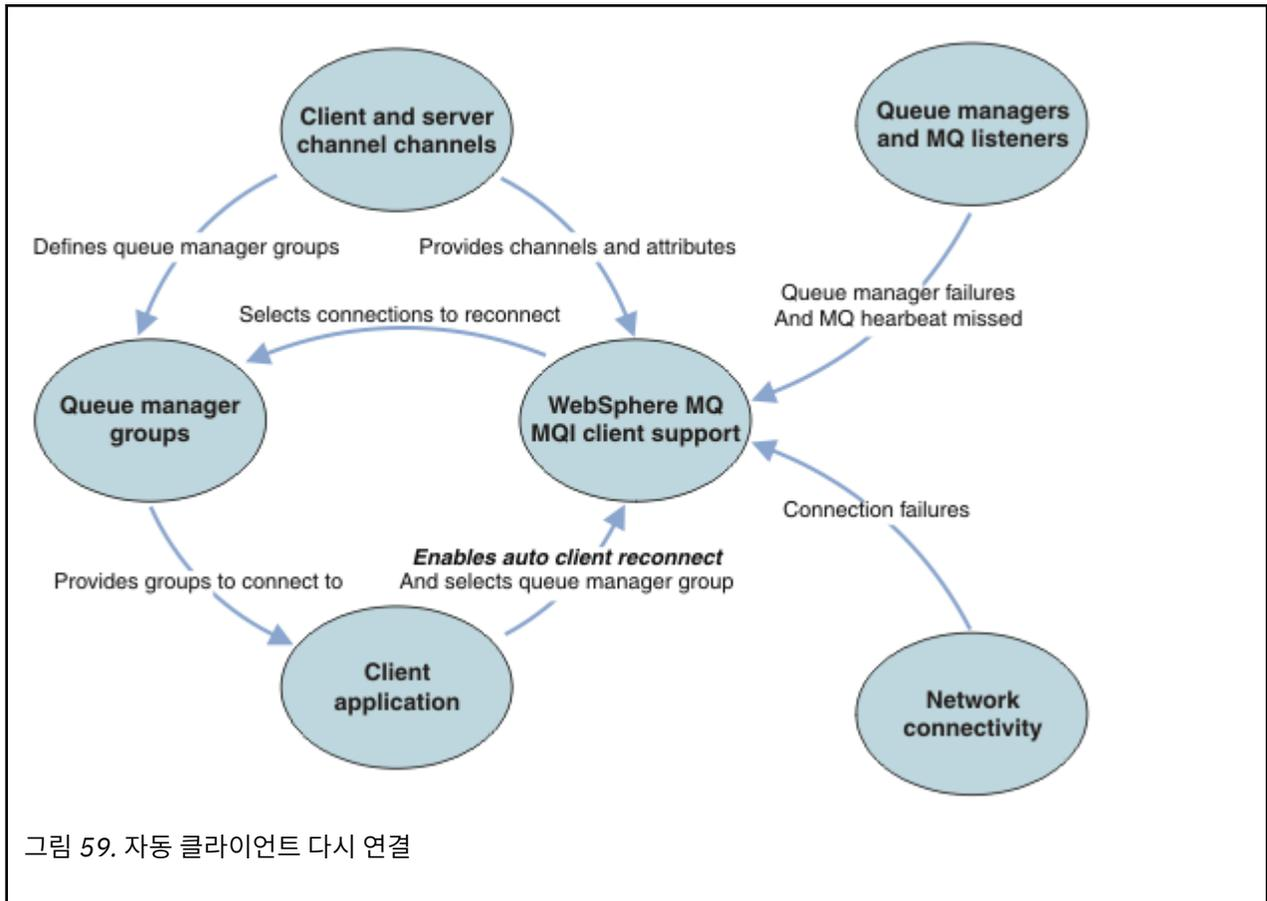 Client and server
channel channels
Queue managers
and MQ listeners
Defines queue manager groups
Provides channels and attributes
Queue manager failures
And MQ hearbeat missed
Selects connections to reconnect
Queue manager
groups
WebSphere MQ
MQI client support
Connection failures
Enables auto client reconnect
And selects queue manager group
Provides groups to connect to
Client
application
Network
connectivity
그림 59. 자동 클라이언트 다시 연결